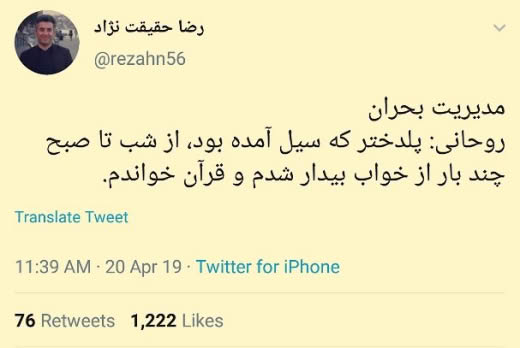 رضا حقیقت نژاد
@rezahn56
مدیریت بحران
روحانی: پلدختر که سیل آمده بود، از شب تا صبح
چند بار از خواب بیدار شدم و قرآن خواندم.
Translate Tweet
11:39 AM · 20 Apr 19 · Twitter for iPhone
76 Retweets 1,222 Likes